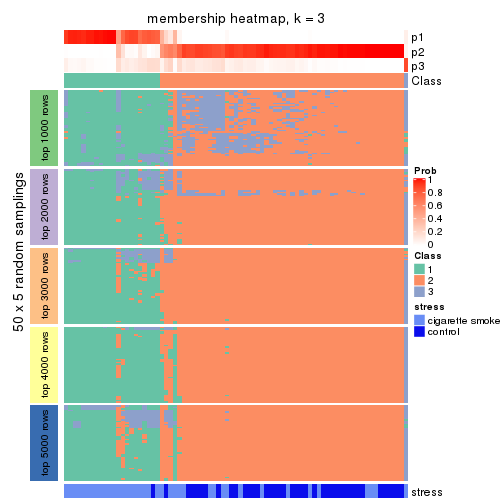 membership heatmap, k = 3
p1
p2
p3
Class
50 x 5 random samplings
top 1000 rows
top 2000 rows
top 3000 rows
top 4000 rows
top 5000 rows
Prob
1
0.8
0.6
0.4
0.2
0
Class
1
2
3
stress
cigarette smoke
control
stress